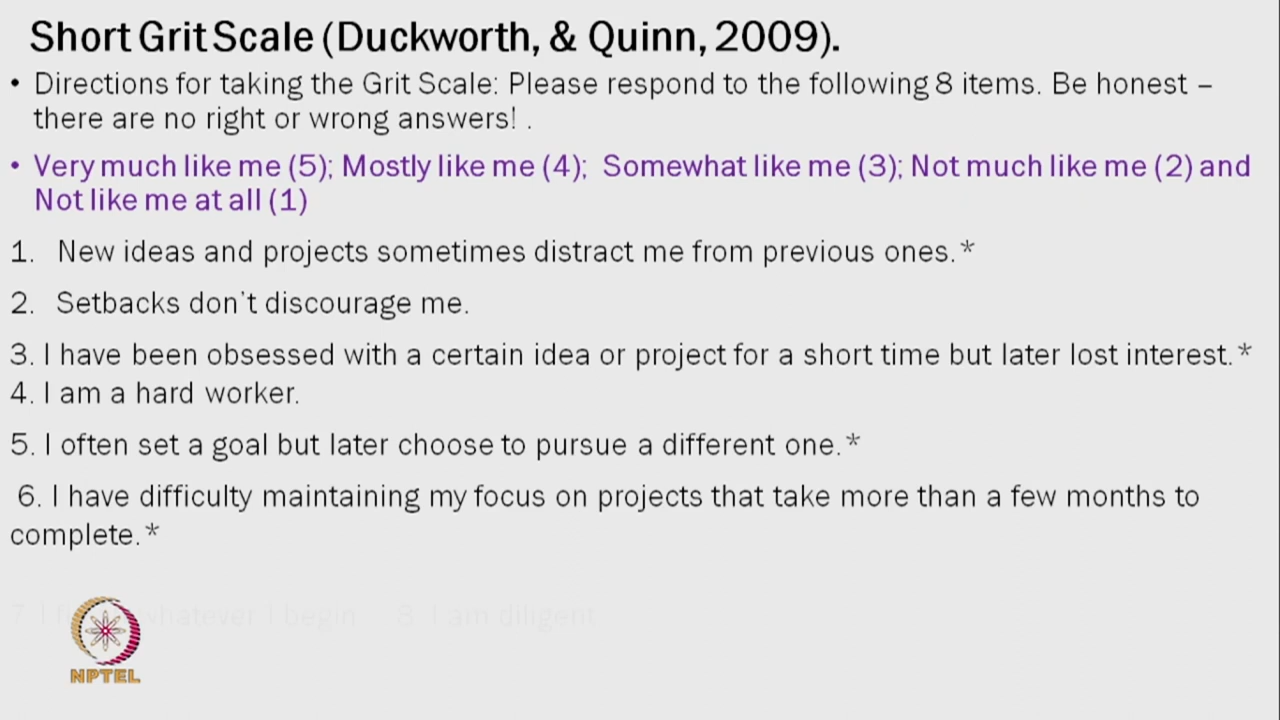 Short Grit Scale (Duckworth, & Quinn, 2009).
• Directions for taking the Grit Scale: Please respond to the following 8 items. Be honest –
there are no right or wrong answers! .
• Very much like me (5); Mostly like me (4); Somewhat like me (3); Not much like me (2) and
Not like me at all (1)
1. New ideas and projects sometimes distract me from previous ones.*
2. Setbacks don't discourage me.
3. I have been obsessed with a certain idea or project for a short time but later lost interest.*
4. I am a hard worker.
5. I often set a goal but later choose to pursue a different one.*
6. I have difficulty maintaining my focus on projects that take more than a few months to
complete.*
7. I whatever I begin. 8. I am diligent.
NPTEL